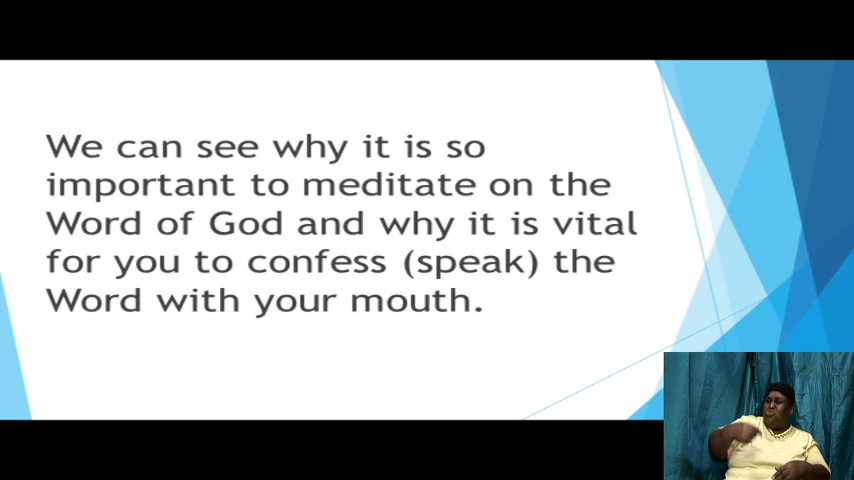 We can see why it is so
important to meditate on the
Word of God and why it is vital
for you to confess (speak) the
Word with your mouth.